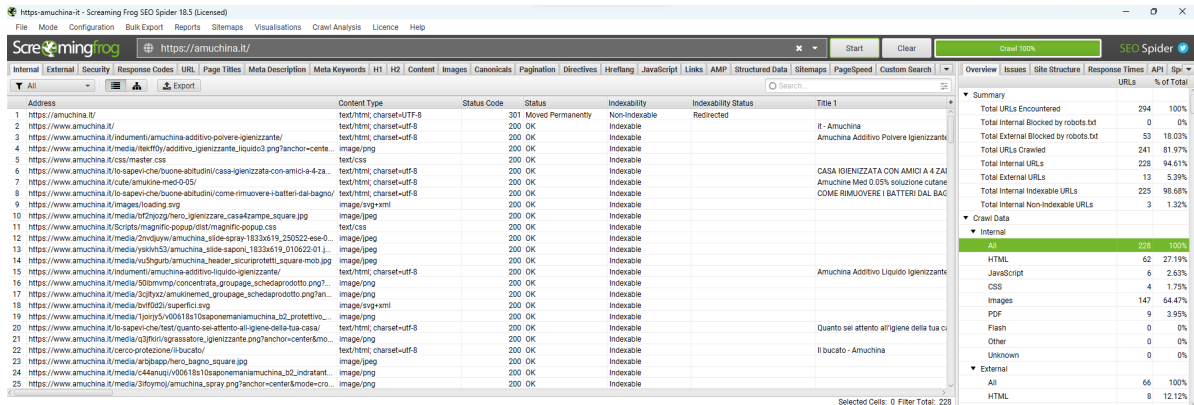 https-amuchina-it - Screaming Frog SEO Spider 18.5 (Licensed)
File Mode Configuration Bulk Export Reports Sitemaps Visualisations Crawl Analysis Licence Help
Screamingfrog https://amuchina.it/ Start Clear Crawl 100% SEO Spider
Internal External Security Response Codes URL Page Titles Meta Description Meta Keywords H1 H2 Content Images Canonicals Pagination Directives Hreflang JavaScript Links AMP Structured Data Sitemaps PageSpeed Custom Search
All Export Search...
Address Content Type Status Code Status Indexability Indexability Status Title 1
1 https://amuchina.it/ text/html; charset=UTF-8 301 Moved Permanently Non-Indexable Redirected
2 https://www.amuchina.it/ text/html; charset=utf-8 200 OK Indexable it - Amuchina
3 https://www.amuchina.it/indumenti/amuchina-additivo-polvere-igienizzante/ text/html; charset=utf-8 200 OK Indexable Amuchina Additivo Polvere Igienizzante
4 https://www.amuchina.it/media/itekff0y/additivo_igienizzante_liquido3.png?anchor=cente... image/png 200 OK Indexable
5 https://www.amuchina.it/css/master.css text/css 200 OK Indexable
6 https://www.amuchina.it/lo-sapevi-che/buone-abitudini/casa-igienizzata-con-amici-a-4-za... text/html; charset=utf-8 200 OK Indexable CASA IGIENIZZATA CON AMICI A 4 ZAI
7 https://www.amuchina.it/cute/amukine-med-0-05/ text/html; charset=utf-8 200 OK Indexable Amuchine Med 0.05% soluzione cutane
8 https://www.amuchina.it/lo-sapevi-che/buone-abitudini/come-rimuovere-i-batteri-dal-bagno/ text/html; charset=utf-8 200 OK Indexable COME RIMUOVERE I BATTERI DAL BAG
9 https://www.amuchina.it/images/loading.svg image/svg+xml 200 OK Indexable
10 https://www.amuchina.it/media/bf2njozg/hero_igienizzare_casa4zampe_square.jpg image/jpeg 200 OK Indexable
11 https://www.amuchina.it/Scripts/magnific-popup/dist/magnific-popup.css text/css 200 OK Indexable
12 https://www.amuchina.it/media/2nvdjuyw/amuchina_slide-spray-1833x619_250522-ese-0... image/jpeg 200 OK Indexable
13 https://www.amuchina.it/media/ysklvh53/amuchina_slide-saponi_1833x619_010622-01.j... image/jpeg 200 OK Indexable
14 https://www.amuchina.it/media/vu5hgurb/amuchina_header_sicuriprotetti_square-mob.jpg image/jpeg 200 OK Indexable
15 https://www.amuchina.it/indumenti/amuchina-additivo-liquido-igienizzante/ text/html; charset=utf-8 200 OK Indexable Amuchina Additivo Liquido Igienizzante
16 https://www.amuchina.it/media/50ibmvmp/concentrata_groupage_schedaprodotto.png?... image/png 200 OK Indexable
17 https://www.amuchina.it/media/3cjityxz/amukinemed_groupage_schedaprodotto.png?an... image/png 200 OK Indexable
18 https://www.amuchina.it/media/bvif0d2i/superfici.svg image/svg+xml 200 OK Indexable
19 https://www.amuchina.it/media/1joirjy5/v00618s10saponemaniamuchina_b2_protettivo_... image/png 200 OK Indexable
20 https://www.amuchina.it/lo-sapevi-che/test/quanto-sei-attento-all-igiene-della-tua-casa/ text/html; charset=utf-8 200 OK Indexable Quanto sei attento all'igiene della tua ca
21 https://www.amuchina.it/media/q3jfkirl/sgrassatore_igienizzante.png?anchor=center&mo... image/png 200 OK Indexable
22 https://www.amuchina.it/cerco-protezione/il-bucato/ text/html; charset=utf-8 200 OK Indexable Il bucato - Amuchina
23 https://www.amuchina.it/media/arbjbapp/hero_bagno_square.jpg image/jpeg 200 OK Indexable
24 https://www.amuchina.it/media/c44anuqi/v00618s10saponemaniamuchina_b2_indratant... image/png 200 OK Indexable
25 https://www.amuchina.it/media/3ifoymoj/amuchina_spray.png?anchor=center&mode=cro... image/png 200 OK Indexable
Selected Cells: 0 Filter Total: 228
Overview Issues Site Structure Response Times API
URLs % of Total
Summary
Total URLs Encountered 294 100%
Total Internal Blocked by robots.txt 0 0%
Total External Blocked by robots.txt 53 18.03%
Total URLs Crawled 241 81.97%
Total Internal URLs 228 94.61%
Total External URLs 13 5.39%
Total Internal Indexable URLs 225 98.68%
Total Internal Non-Indexable URLs 3 1.32%
Crawl Data
Internal
All 228 100%
HTML 62 27.19%
JavaScript 6 2.63%
CSS 4 1.75%
Images 147 64.47%
PDF 9 3.95%
Flash 0 0%
Other 0 0%
Unknown 0 0%
External
All 66 100%
HTML 8 12.12%